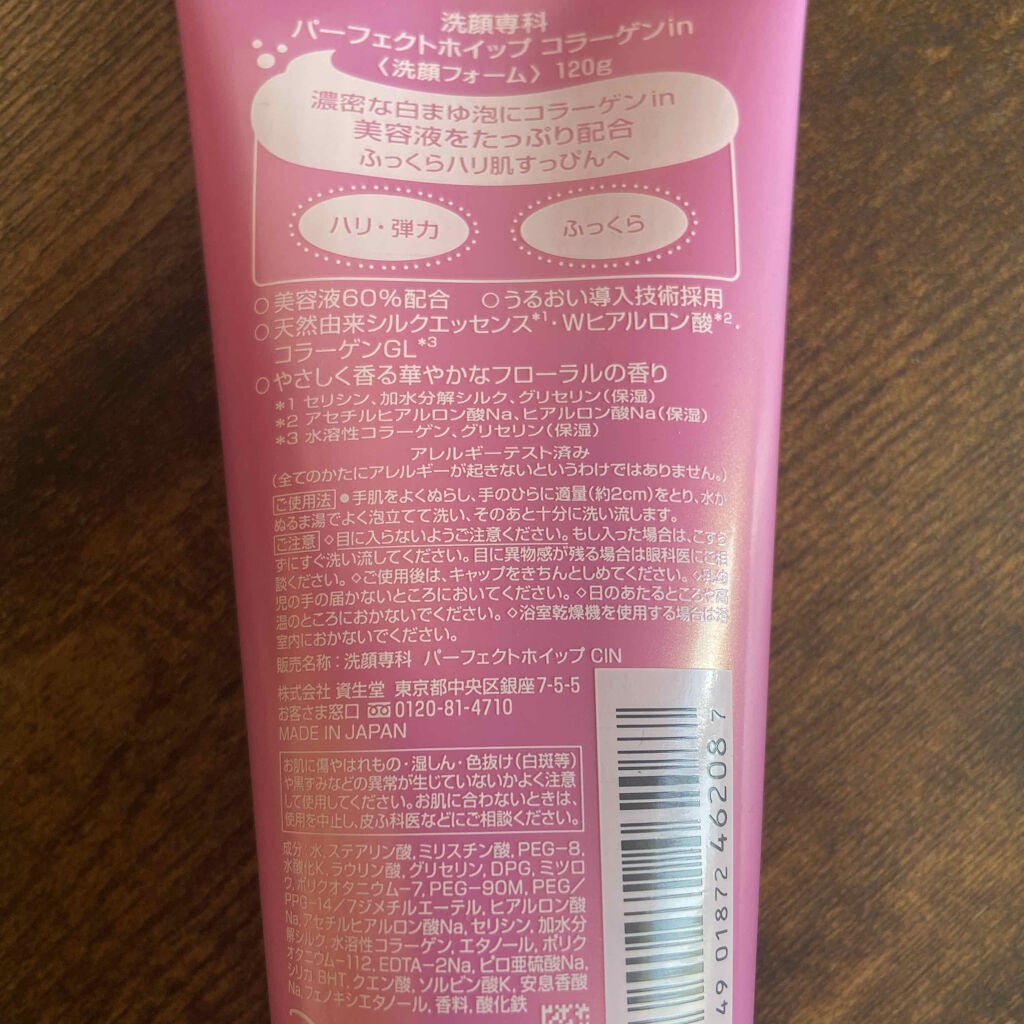 洗顔専科
パーフェクトホイップ コラーゲンin
〈洗顔フォーム〉 120g
濃密な白まゆ泡にコラーゲンin
美容液をたっぷり配合
ふっくらハリ肌すっぴんへ
ハリ・弾力
ふっくら
○美容液60%配合 ○うるおい導入技術採用
○天然由来シルクエッセンス*1・Wヒアルロン酸*2・
コラーゲンGL*3
○やさしく香る華やかなフローラルの香り
*1 セリシン、加水分解シルク、グリセリン(保湿)
*2 アセチルヒアルロン酸Na、ヒアルロン酸Na(保湿)
*3 水溶性コラーゲン、グリセリン(保湿)
アレルギーテスト済み
(全てのかたにアレルギーが起きないというわけではありません。)
ご使用法 ●手肌をよくぬらし、手のひらに適量(約2cm)をとり、水か
ぬるま湯でよく泡立てて洗い、そのあと十分に洗い流します。
ご注意 ◇目に入らないようご注意ください。もし入った場合は、こすら
ずにすぐ洗い流してください。目に異物感が残る場合は眼科医にご相
談ください。◇ご使用後は、キャップをきちんとしめてください。◇乳幼
児の手の届かないところにおいてください。◇日のあたるところや高
温のところにおかないでください。◇浴室乾燥機を使用する場合は浴
室内におかないでください。
販売名称:洗顔専科 パーフェクトホイップ CIN
株式会社 資生堂 東京都中央区銀座7-5-5
お客さま窓口 0120-81-4710
MADE IN JAPAN
お肌に傷やはれもの・湿しん・色抜け(白斑等)
や黒ずみなどの異常が生じていないかよく注意
して使用してください。お肌に合わないときは、
使用を中止し、皮ふ科医などにご相談ください。
成分:水,ステアリン酸,ミリスチン酸,PEG-8,
水酸化K,ラウリン酸,グリセリン,DPG,ミツロ
ウ,ポリクオタニウム-7,PEG-90M,PEG/
PPG-14/7ジメチルエーテル,ヒアルロン酸
Na,アセチルヒアルロン酸Na,セリシン,加水分
解シルク,水溶性コラーゲン,エタノール,ポリク
オタニウム-112,EDTA-2Na,ピロ亜硫酸Na,
シリカ,BHT,クエン酸,ソルビン酸K,安息香酸
Na,フェノキシエタノール,香料,酸化鉄
49 01872 46208 7